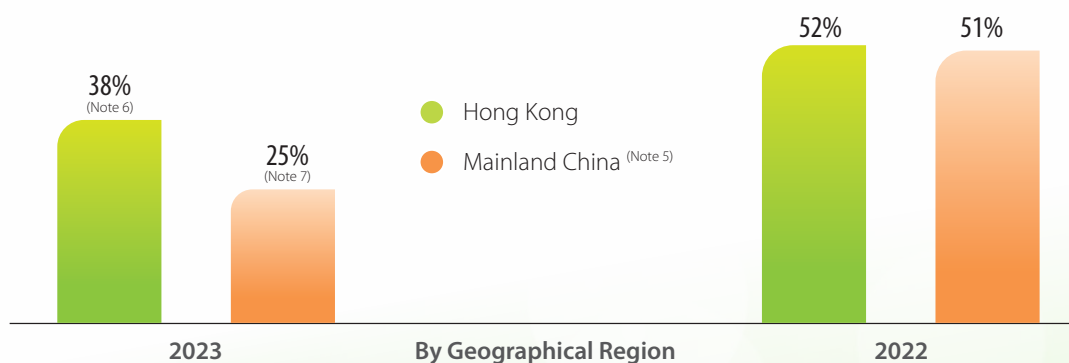 38%
(Note 6)
25%
(Note 7)
Hong Kong
Mainland China (Note 5)
52%
51%
2023
By Geographical Region
2022